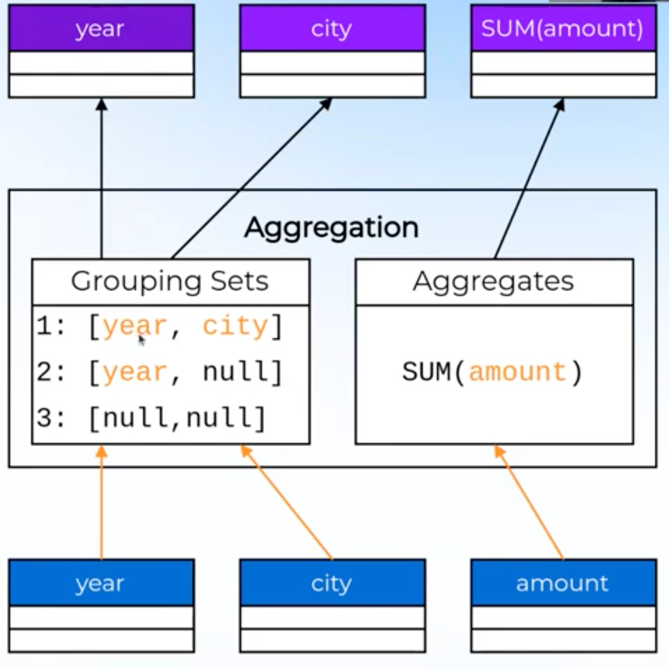 year
city
SUM(amount)
Aggregation
Grouping Sets
1: [year, city]
2: [year, null]
3: [null,null]
Aggregates
SUM(amount)
year
city
amount